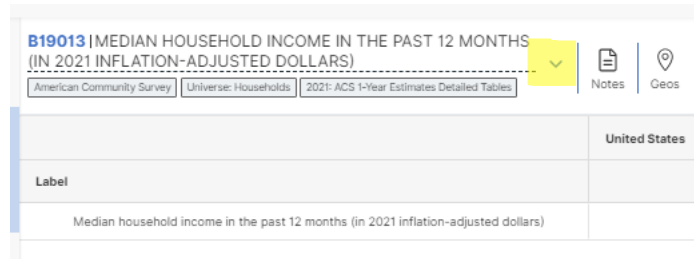 B19013 | MEDIAN HOUSEHOLD INCOME IN THE PAST 12 MONTHS
(IN 2021 INFLATION-ADJUSTED DOLLARS)
American Community Survey Universe: Households 2021: ACS 1-Year Estimates Detailed Tables
Notes Geos
United States
Label
Median household income in the past 12 months (in 2021 inflation-adjusted dollars)